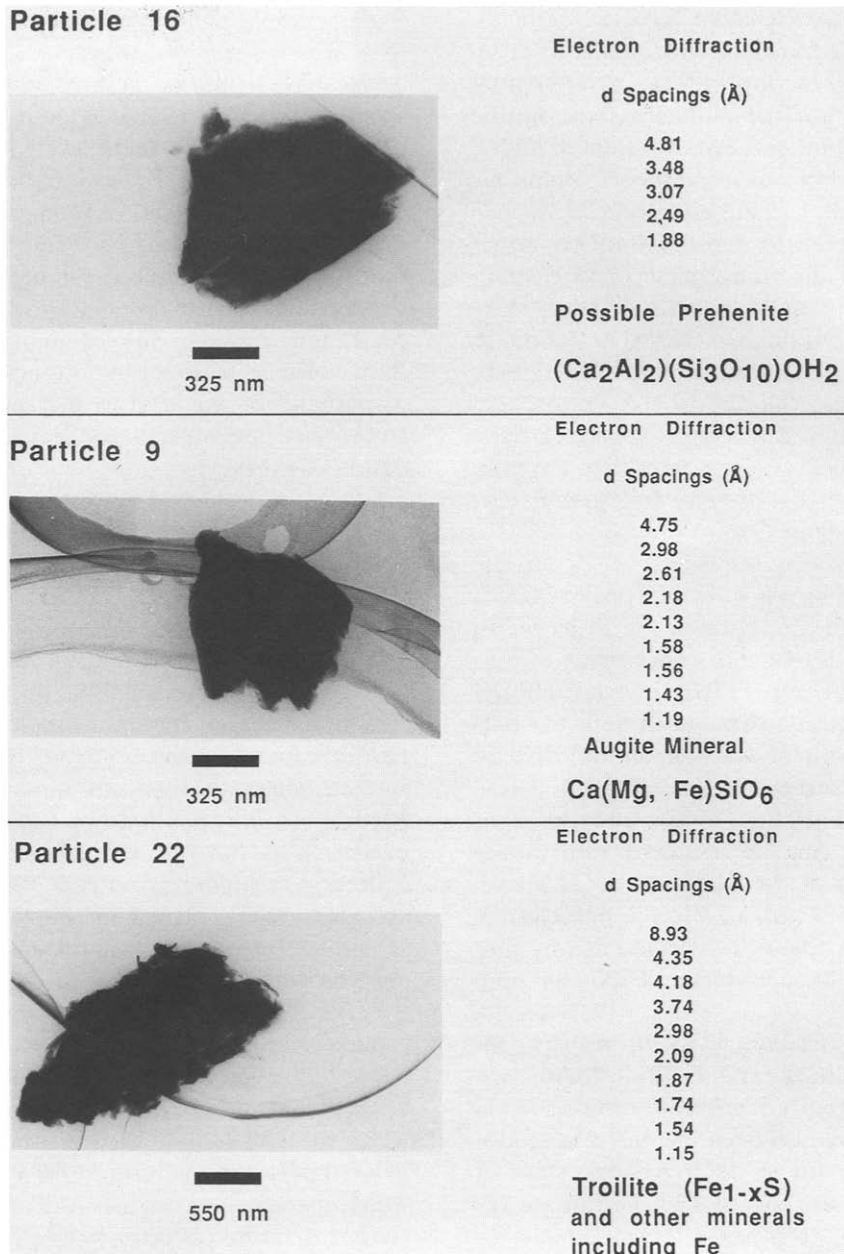 Particle 16
Electron Diffraction
d Spacings (Å)
4.81
3.48
3.07
2,49
1.88
Possible Prehenite
(Ca2Al2)(Si3O10)OH2
325 nm
Particle 9
Electron Diffraction
d Spacings (Å)
4.75
2.98
2.61
2.18
2.13
1.58
1.56
1.43
1.19
Augite Mineral
Ca(Mg, Fe)SiO6
325 nm
Particle 22
Electron Diffraction
d Spacings (Å)
8.93
4.35
4.18
3.74
2.98
2.09
1.87
1.74
1.54
1.15
Troilite (Fe1-xS)
and other minerals
including Fe
550 nm